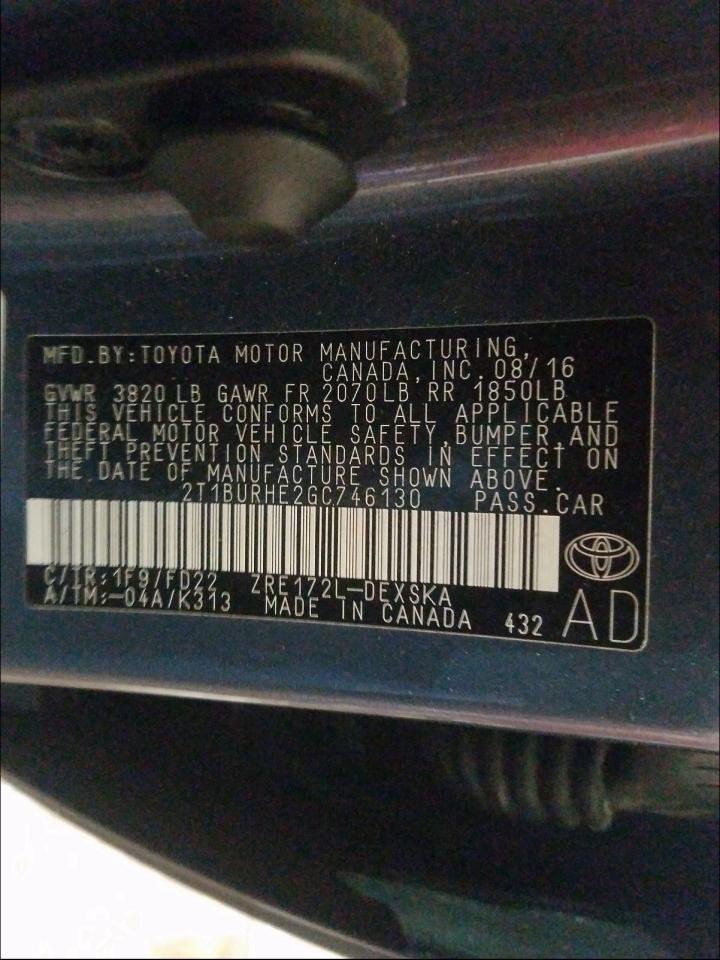 MFD.BY:TOYOTA MOTOR MANUFACTURING,
CANADA,INC.08/16
GVWR 3820 LB GAWR FR 2070LB RR 1850LB
THIS VEHICLE CONFORMS TO ALL APPLICABLE
FEDERAL MOTOR VEHICLE SAFETY,BUMPER,AND
THEFT PREVENTION STANDARDS IN EFFECT ON
THE DATE OF MANUFACTURE SHOWN ABOVE.
2T1BURHE2GC746130 PASS.CAR
C/TR:1F9/FD22 ZRE172L-DEXSKA
A/TM:-04A/K313 MADE IN CANADA 432 AD